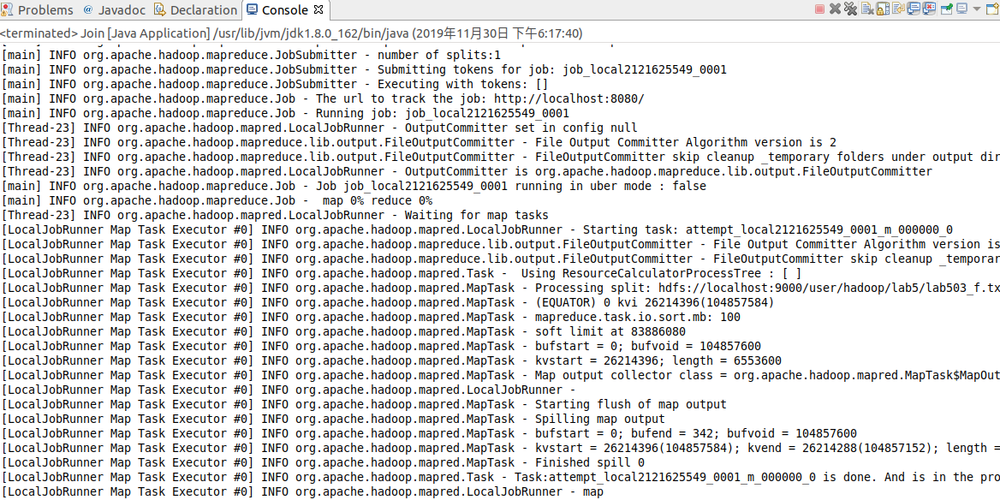 Problems @ Javadoc Declaration Console
<terminated> Join [Java Application] /usr/lib/jvm/jdk1.8.0_162/bin/java (2019年11月30日 下午6:17:40)
[main] INFO org.apache.hadoop.mapreduce.JobSubmitter - number of splits:1
[main] INFO org.apache.hadoop.mapreduce.JobSubmitter - Submitting tokens for job: job_local2121625549_0001
[main] INFO org.apache.hadoop.mapreduce.JobSubmitter - Executing with tokens: []
[main] INFO org.apache.hadoop.mapreduce.Job - The url to track the job: http://localhost:8080/
[main] INFO org.apache.hadoop.mapreduce.Job - Running job: job_local2121625549_0001
[Thread-23] INFO org.apache.hadoop.mapred.LocalJobRunner - OutputCommitter set in config null
[Thread-23] INFO org.apache.hadoop.mapreduce.lib.output.FileOutputCommitter - File Output Committer Algorithm version is 2
[Thread-23] INFO org.apache.hadoop.mapreduce.lib.output.FileOutputCommitter - FileOutputCommitter skip cleanup _temporary folders under output dir
[Thread-23] INFO org.apache.hadoop.mapred.LocalJobRunner - OutputCommitter is org.apache.hadoop.mapreduce.lib.output.FileOutputCommitter
[main] INFO org.apache.hadoop.mapreduce.Job - Job job_local2121625549_0001 running in uber mode : false
[main] INFO org.apache.hadoop.mapreduce.Job -  map 0% reduce 0%
[Thread-23] INFO org.apache.hadoop.mapred.LocalJobRunner - Waiting for map tasks
[LocalJobRunner Map Task Executor #0] INFO org.apache.hadoop.mapred.LocalJobRunner - Starting task: attempt_local2121625549_0001_m_000000_0
[LocalJobRunner Map Task Executor #0] INFO org.apache.hadoop.mapreduce.lib.output.FileOutputCommitter - File Output Committer Algorithm version is
[LocalJobRunner Map Task Executor #0] INFO org.apache.hadoop.mapreduce.lib.output.FileOutputCommitter - FileOutputCommitter skip cleanup _temporar
[LocalJobRunner Map Task Executor #0] INFO org.apache.hadoop.mapred.Task -  Using ResourceCalculatorProcessTree : [ ]
[LocalJobRunner Map Task Executor #0] INFO org.apache.hadoop.mapred.MapTask - Processing split: hdfs://localhost:9000/user/hadoop/lab5/lab503_f.tx
[LocalJobRunner Map Task Executor #0] INFO org.apache.hadoop.mapred.MapTask - (EQUATOR) 0 kvi 26214396(104857584)
[LocalJobRunner Map Task Executor #0] INFO org.apache.hadoop.mapred.MapTask - mapreduce.task.io.sort.mb: 100
[LocalJobRunner Map Task Executor #0] INFO org.apache.hadoop.mapred.MapTask - soft limit at 83886080
[LocalJobRunner Map Task Executor #0] INFO org.apache.hadoop.mapred.MapTask - bufstart = 0; bufvoid = 104857600
[LocalJobRunner Map Task Executor #0] INFO org.apache.hadoop.mapred.MapTask - kvstart = 26214396; length = 6553600
[LocalJobRunner Map Task Executor #0] INFO org.apache.hadoop.mapred.MapTask - Map output collector class = org.apache.hadoop.mapred.MapTask$MapOut
[LocalJobRunner Map Task Executor #0] INFO org.apache.hadoop.mapred.LocalJobRunner -
[LocalJobRunner Map Task Executor #0] INFO org.apache.hadoop.mapred.MapTask - Starting flush of map output
[LocalJobRunner Map Task Executor #0] INFO org.apache.hadoop.mapred.MapTask - Spilling map output
[LocalJobRunner Map Task Executor #0] INFO org.apache.hadoop.mapred.MapTask - bufstart = 0; bufend = 342; bufvoid = 104857600
[LocalJobRunner Map Task Executor #0] INFO org.apache.hadoop.mapred.MapTask - kvstart = 26214396(104857584); kvend = 26214288(104857152); length =
[LocalJobRunner Map Task Executor #0] INFO org.apache.hadoop.mapred.MapTask - Finished spill 0
[LocalJobRunner Map Task Executor #0] INFO org.apache.hadoop.mapred.Task - Task:attempt_local2121625549_0001_m_000000_0 is done. And is in the pro
[LocalJobRunner Map Task Executor #0] INFO org.apache.hadoop.mapred.LocalJobRunner - map